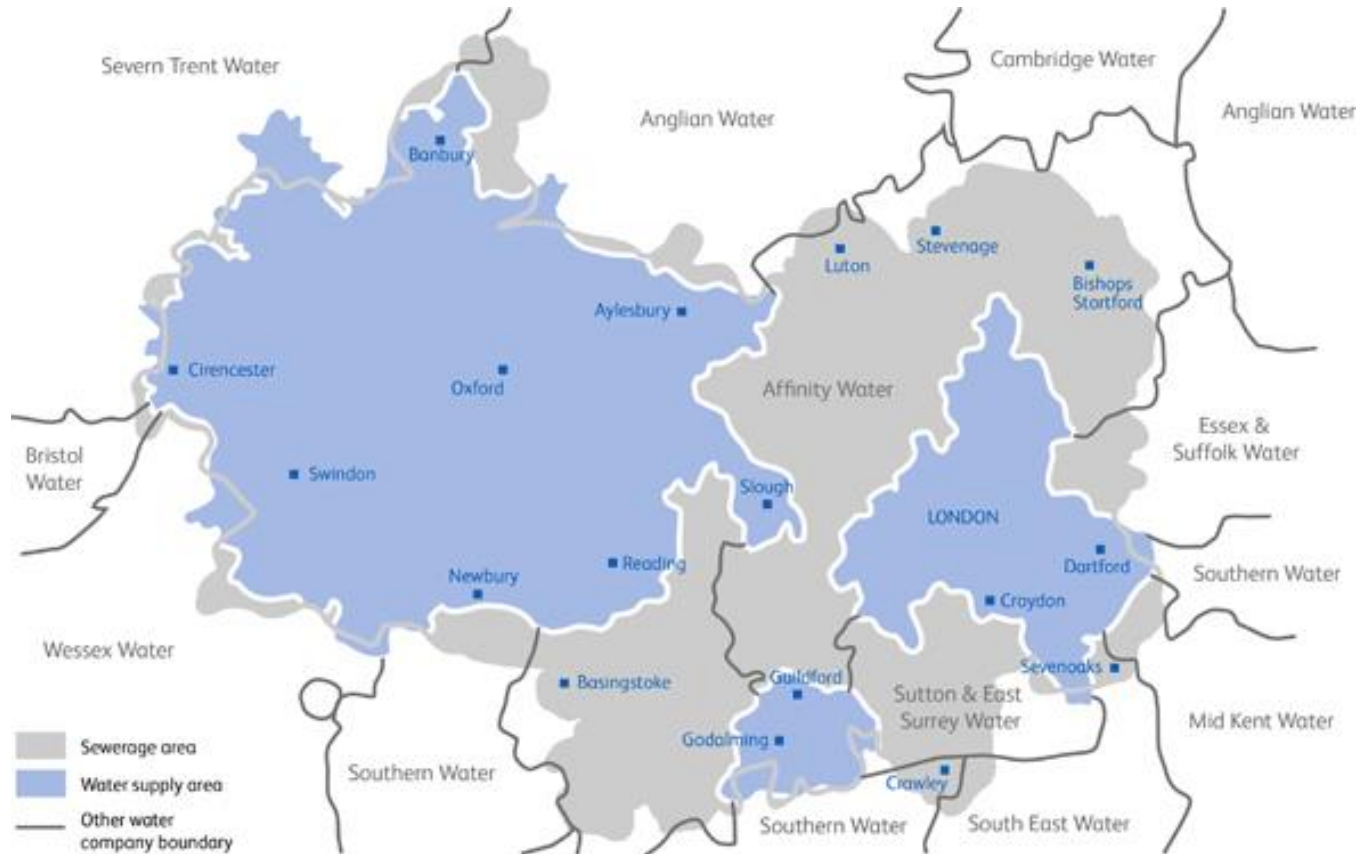 Severn Trent Water
Cambridge Water
Anglian Water
Anglian Water
Banbury
Stevenage
Luton
Bishops
Stortford
Aylesbury
Cirencester
Oxford
Affinity Water
Essex &
Suffolk Water
Bristol
Water
Swindon
Slough
LONDON
Reading
Dartford
Newbury
Southern Water
Croydon
Wessex Water
Sevenoaks
Guildford
Basingstoke
Sutton & East
Surrey Water
Mid Kent Water
Godalming
Sewerage area
Southern Water
Crawley
Water supply area
Other water
company boundary
Southern Water
South East Water